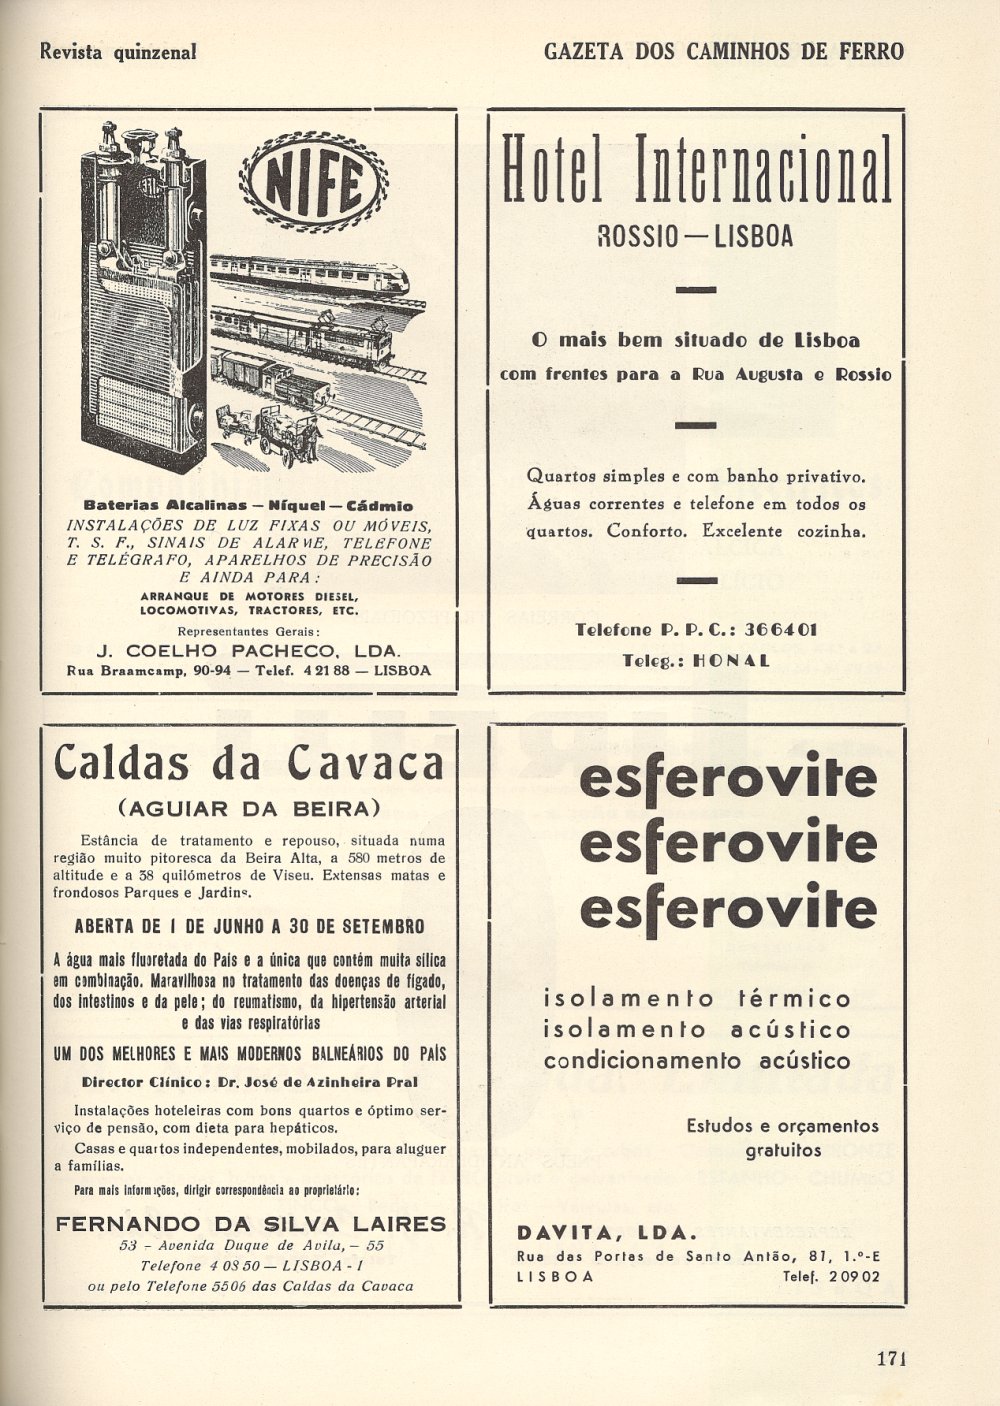 Revista quinzenal
GAZETA DOS CAMINHOS DE FERRO
NIFE
Baterias Alcalinas — Níquel — Cádmio
INSTALAÇÕES DE LUZ FIXAS OU MÓVEIS,
T. S. F., SINAIS DE ALARME, TELEFONE
E TELÉGRAFO, APARELHOS DE PRECISÃO
E AINDA PARA:
ARRANQUE DE MOTORES DIESEL,
LOCOMOTIVAS, TRACTORES, ETC.
Representantes Gerais:
J. COELHO PACHECO, LDA.
Rua Braamcamp, 90-94 — Telef. 4 21 88 — LISBOA
Hotel Internacional
ROSSIO — LISBOA
O mais bem situado de Lisboa
com frentes para a Rua Augusta e Rossio
Quartos simples e com banho privativo.
Águas correntes e telefone em todos os
quartos. Conforto. Excelente cozinha.
Telefone P. P. C.: 366401
Teleg.: HONAL
Caldas da Cavaca
(AGUIAR DA BEIRA)
Estância de tratamento e repouso, situada numa
região muito pitoresca da Beira Alta, a 580 metros de
altitude e a 38 quilómetros de Viseu. Extensas matas e
frondosos Parques e Jardins.
ABERTA DE 1 DE JUNHO A 30 DE SETEMBRO
A água mais fluoretada do País e a única que contém muita sílica
em combinação. Maravilhosa no tratamento das doenças de fígado,
dos intestinos e da pele; do reumatismo, da hipertensão arterial
e das vias respiratórias
UM DOS MELHORES E MAIS MODERNOS BALNEÁRIOS DO PAÍS
Director Clínico: Dr. José de Azinheira Pral
Instalações hoteleiras com bons quartos e óptimo ser-
viço de pensão, com dieta para hepáticos.
Casas e quartos independentes, mobilados, para aluguer
a famílias.
Para mais informações, dirigir correspondência ao proprietário:
FERNANDO DA SILVA LAIRES
53 - Avenida Duque de Avila, — 55
Telefone 4 08 50 — LISBOA - 1
ou pelo Telefone 5506 das Caldas da Cavaca
esferovite
esferovite
esferovite
isolamento térmico
isolamento acústico
condicionamento acústico
Estudos e orçamentos
gratuitos
DAVITA, LDA.
Rua das Portas de Santo Antão, 81, 1.º-E
LISBOA Telef. 2 09 02
171